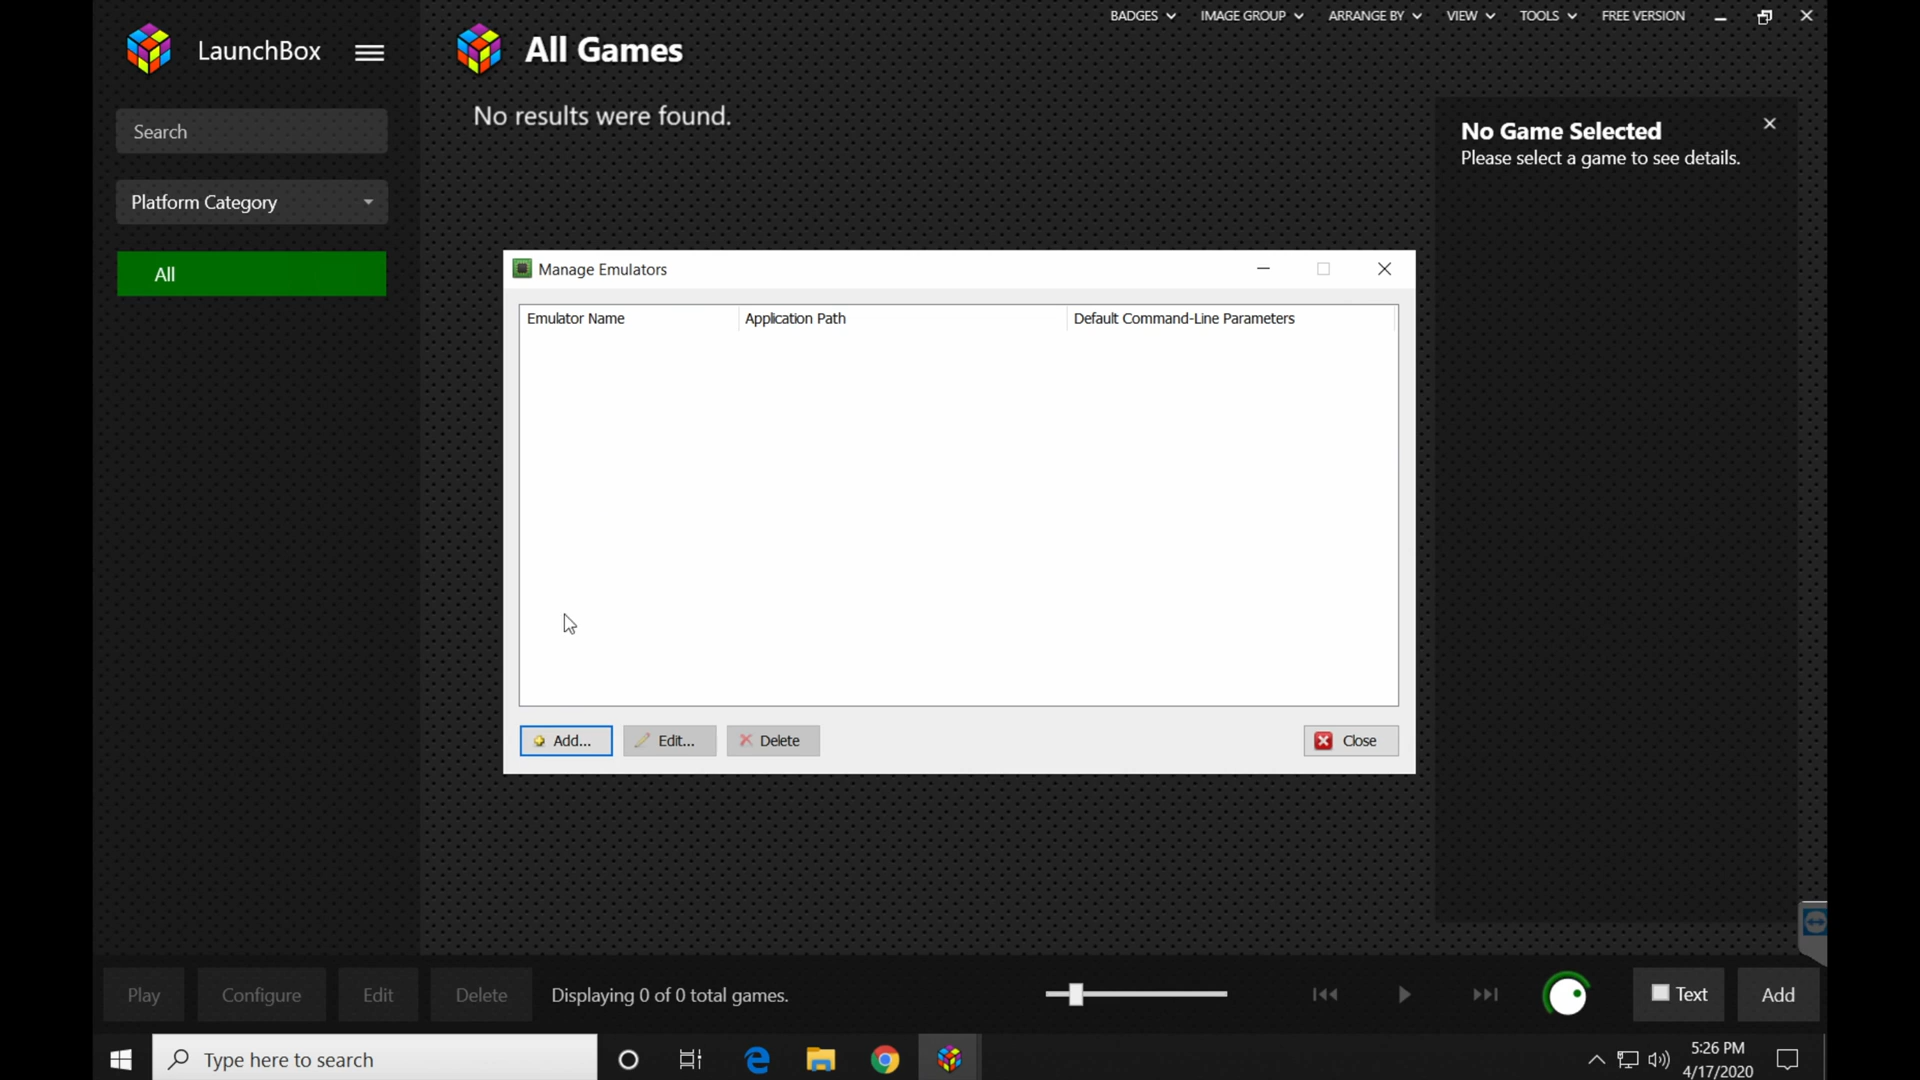 BADGES
IMAGE GROUP
ARRANGE BY
VIEW
TOOLS
FREE VERSION
LaunchBox
All Games
Search
No results were found.
No Game Selected
Please select a game to see details.
Platform Category
All
Manage Emulators
Emulator Name
Application Path
Default Command-Line Parameters
Add...
Edit...
Delete
Close
Play
Configure
Edit
Delete
Displaying 0 of 0 total games.
Text
Add
Type here to search
5:26 PM
4/17/2020